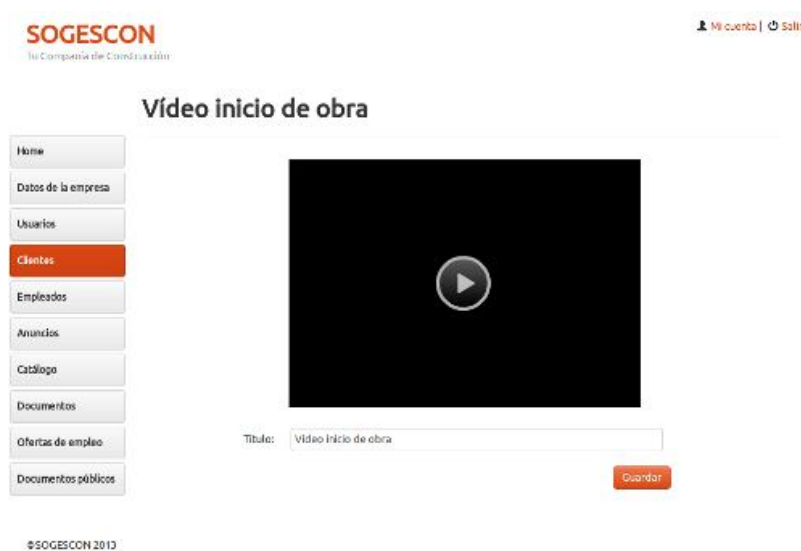 SOGESCON
Tu Compañía de Construcción
Mi cuenta | Salir
Vídeo inicio de obra
Home
Datos de la empresa
Usuarios
Clientes
Empleados
Anuncios
Catálogo
Documentos
Ofertas de empleo
Documentos públicos
Título: Vídeo inicio de obra
Guardar
©SOGESCON 2013